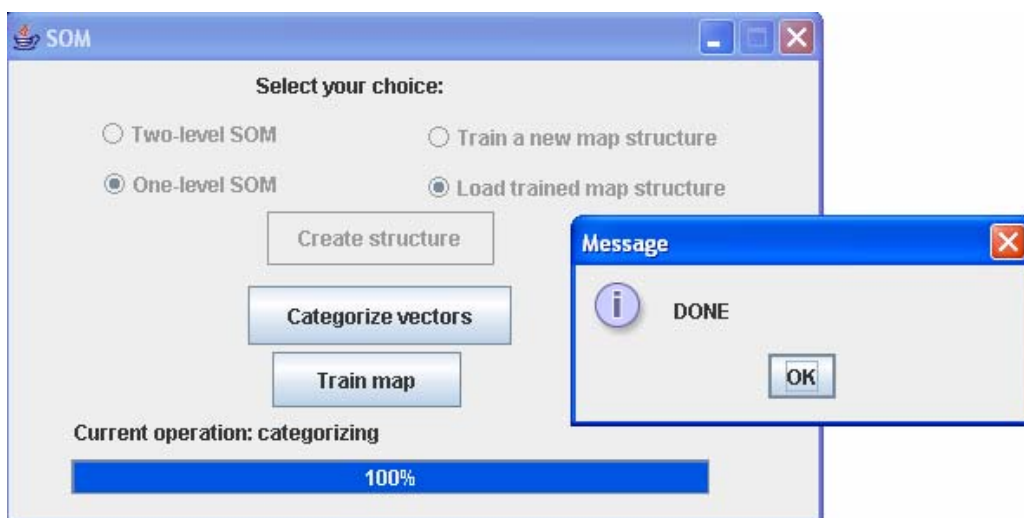 SOM
Select your choice:
Two-level SOM
Train a new map structure
One-level SOM
Load trained map structure
Create structure
Message
i
DONE
Categorize vectors
Train map
OK
Current operation: categorizing
100%